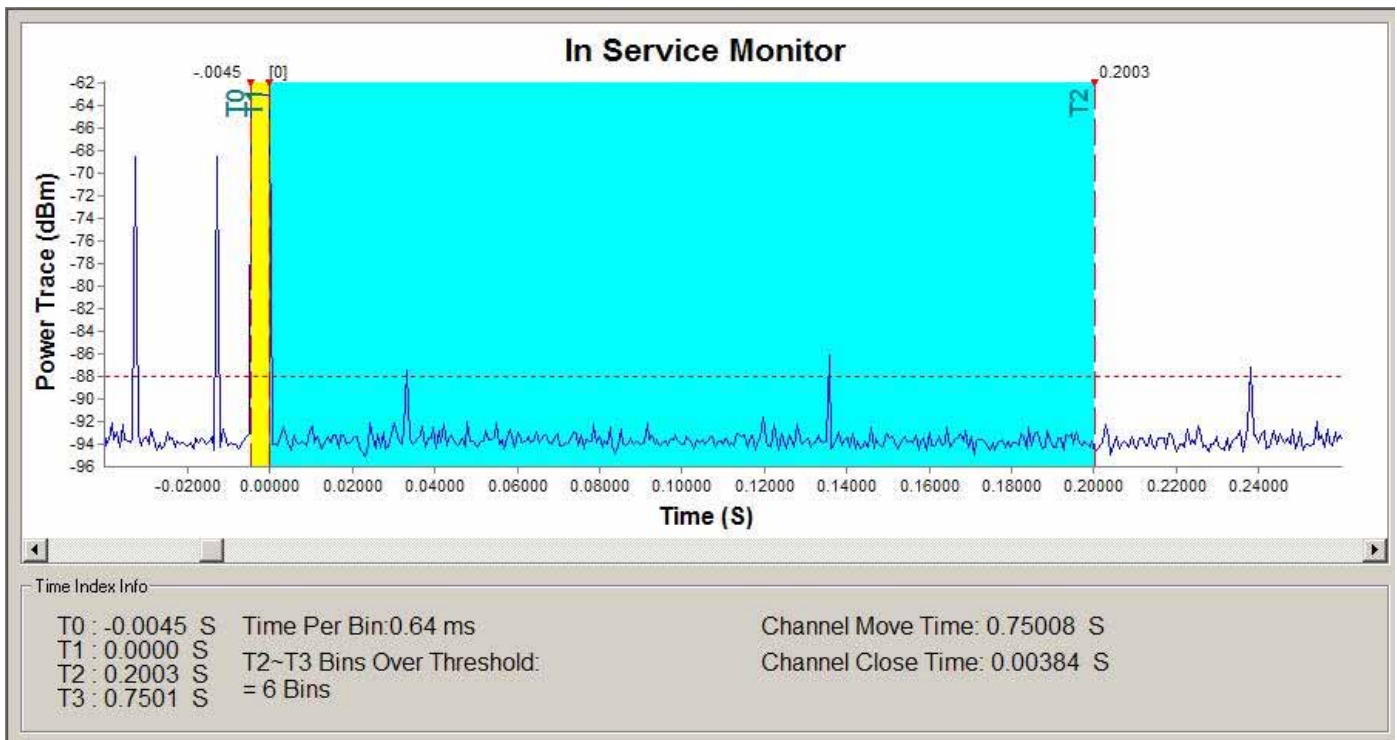 In Service Monitor
-.0045
[0]
0.2003
T0
T1
T2
Power Trace (dBm)
-62
-64
-66
-68
-70
-72
-74
-76
-78
-80
-82
-84
-86
-88
-90
-92
-94
-96
-0.02000 0.00000 0.02000 0.04000 0.06000 0.08000 0.10000 0.12000 0.14000 0.16000 0.18000 0.20000 0.22000 0.24000
Time (S)
Time Index Info
T0 : -0.0045 S
T1 : 0.0000 S
T2 : 0.2003 S
T3 : 0.7501 S
Time Per Bin:0.64 ms
T2~T3 Bins Over Threshold:
= 6 Bins
Channel Move Time: 0.75008 S
Channel Close Time: 0.00384 S